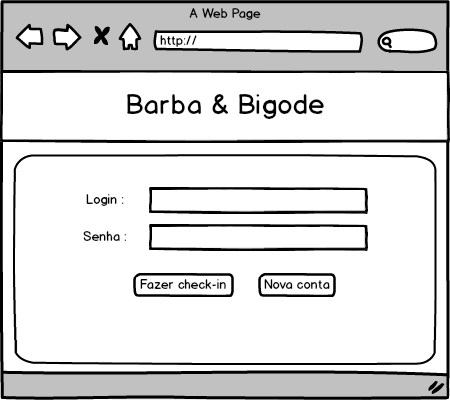 A Web Page
http://
Barba & Bigode
Login :
Senha :
Fazer check-in
Nova conta